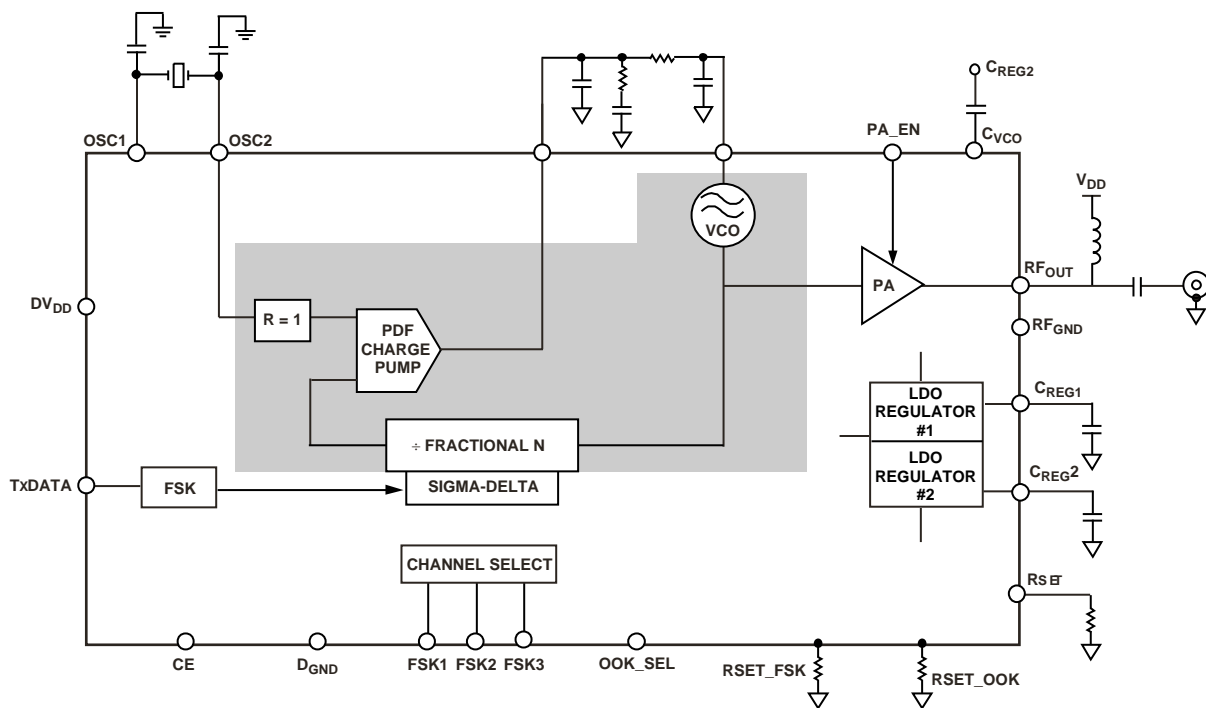 CREG2
OSC1
OSC2
PA_EN
CVCO
VDD
VCO
RFOUT
PA
DVDD
R = 1
PDF
CHARGE
PUMP
RFGND
LDO
REGULATOR
#1
CREG1
÷ FRACTIONAL N
LDO
REGULATOR
#2
CREG2
TxDATA
FSK
SIGMA-DELTA
CHANNEL SELECT
RSET
CE
DGND
FSK1
FSK2
FSK3
OOK_SEL
RSET_FSK
RSET_OOK